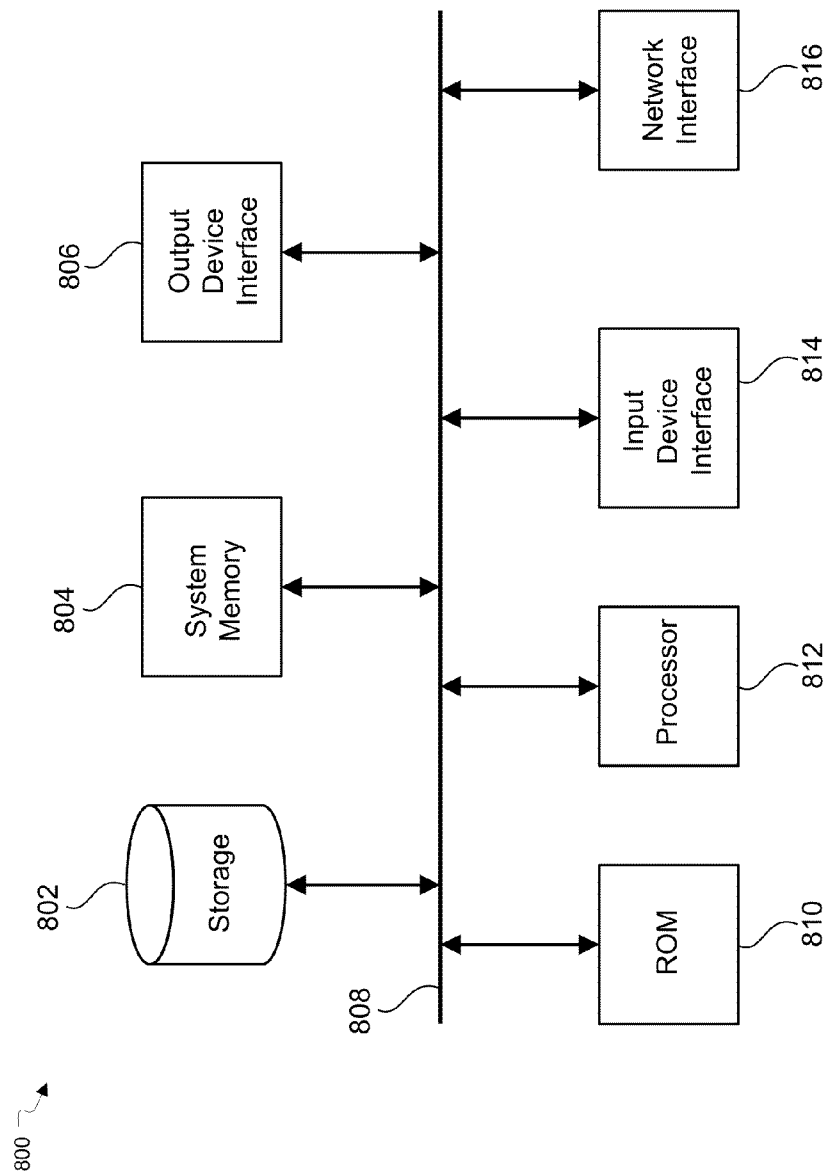 800
802
Storage
804
System
Memory
806
Output
Device
Interface
808
ROM
810
Processor
812
Input
Device
Interface
814
Network
Interface
816